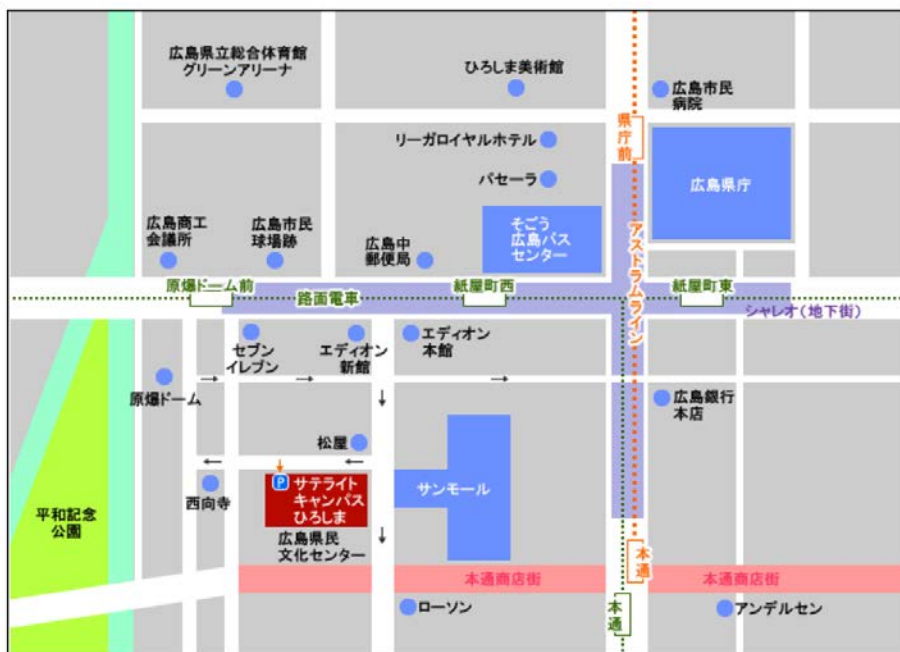 広島県立総合体育館
グリーンアリーナ
ひろしま美術館
広島市民
病院
県庁前
リーガロイヤルホテル
パセーラ
広島県庁
広島商工
会議所
広島市民
球場跡
広島中
郵便局
そごう
広島バス
センター
アストラムライン
原爆ドーム前
路面電車
紙屋町西
紙屋町東
シャレオ(地下街)
セブン
イレブン
エディオン
新館
エディオン
本館
原爆ドーム
広島銀行
本店
松屋
西向寺
P
サテライト
キャンパス
ひろしま
サンモール
平和記念
公園
広島県民
文化センター
本通
本通商店街
本通商店街
本通
ローソン
アンデルセン